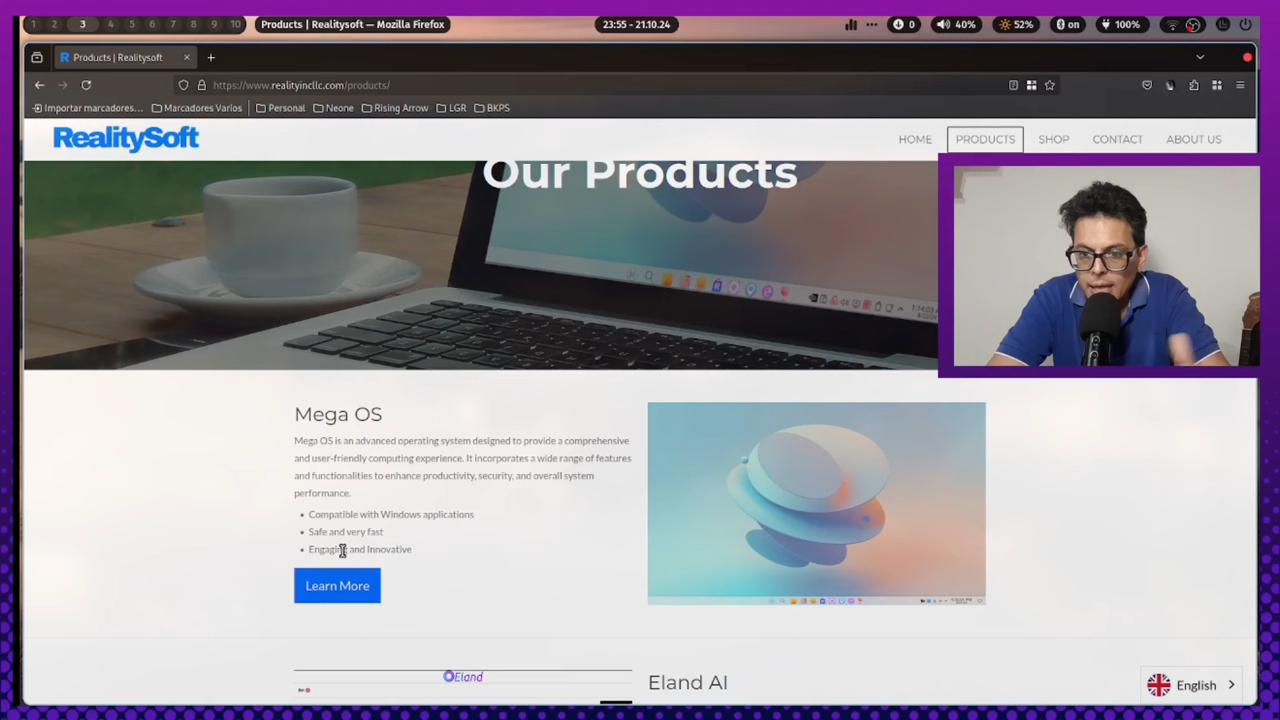 1 2 3 4 5 6 7 8 9 10
Products | Realitysoft — Mozilla Firefox
23:55 - 21.10.24
0
40%
52%
on
100%
Products | Realitysoft
https://www.realityincllc.com/products/
Importar marcadores...
Marcadores Varios
Personal
Neone
Rising Arrow
LGR
BKPS
RealitySoft
HOME
PRODUCTS
SHOP
CONTACT
ABOUT US
Our Products
Mega OS
Mega OS is an advanced operating system designed to provide a comprehensive
and user-friendly computing experience. It incorporates a wide range of features
and functionalities to enhance productivity, security, and overall system
performance.
• Compatible with Windows applications
• Safe and very fast
• Engaging and Innovative
Learn More
Eland
Eland AI
English